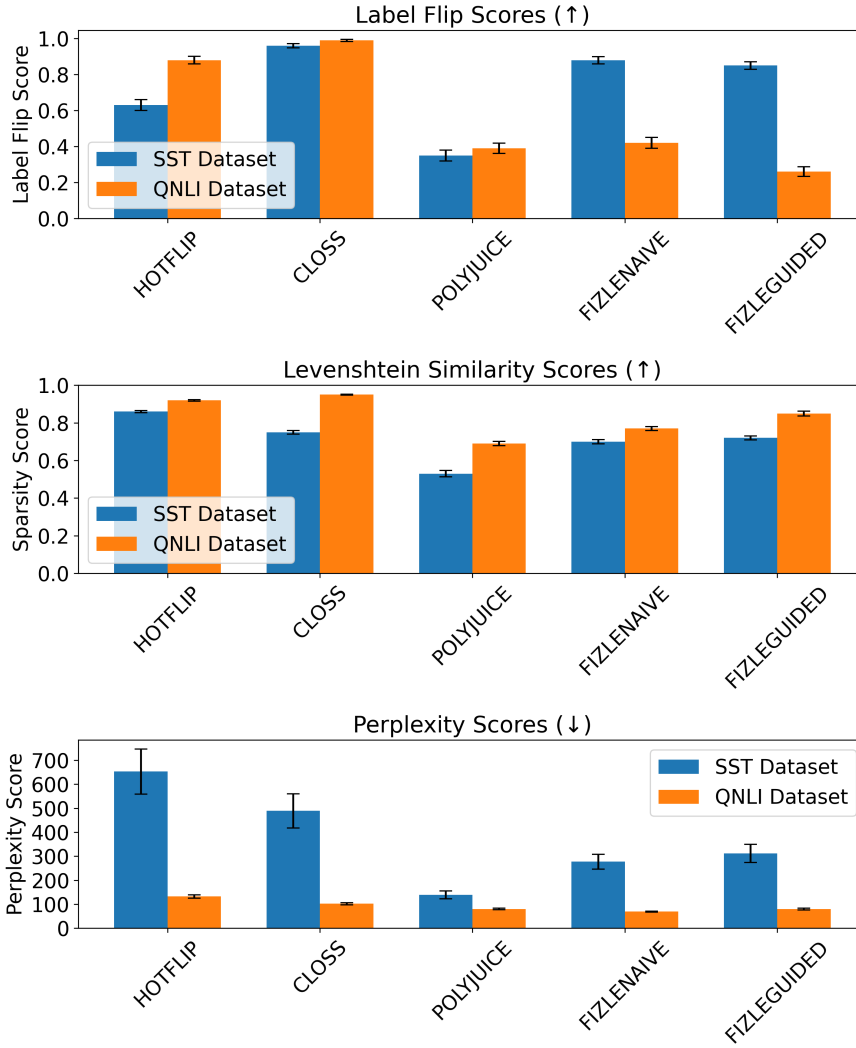 Label Flip Scores (↑)
Label Flip Score
1.0
0.8
0.6
0.4
0.2
0.0
SST Dataset
QNLI Dataset
HOTFLIP
CLOSS
POLYJUICE
FIZLENAIVE
FIZLEGUIDED
Levenshtein Similarity Scores (↑)
Sparsity Score
1.0
0.8
0.6
0.4
0.2
0.0
SST Dataset
QNLI Dataset
HOTFLIP
CLOSS
POLYJUICE
FIZLENAIVE
FIZLEGUIDED
Perplexity Scores (↓)
Perplexity Score
700
600
500
400
300
200
100
0
SST Dataset
QNLI Dataset
HOTFLIP
CLOSS
POLYJUICE
FIZLENAIVE
FIZLEGUIDED